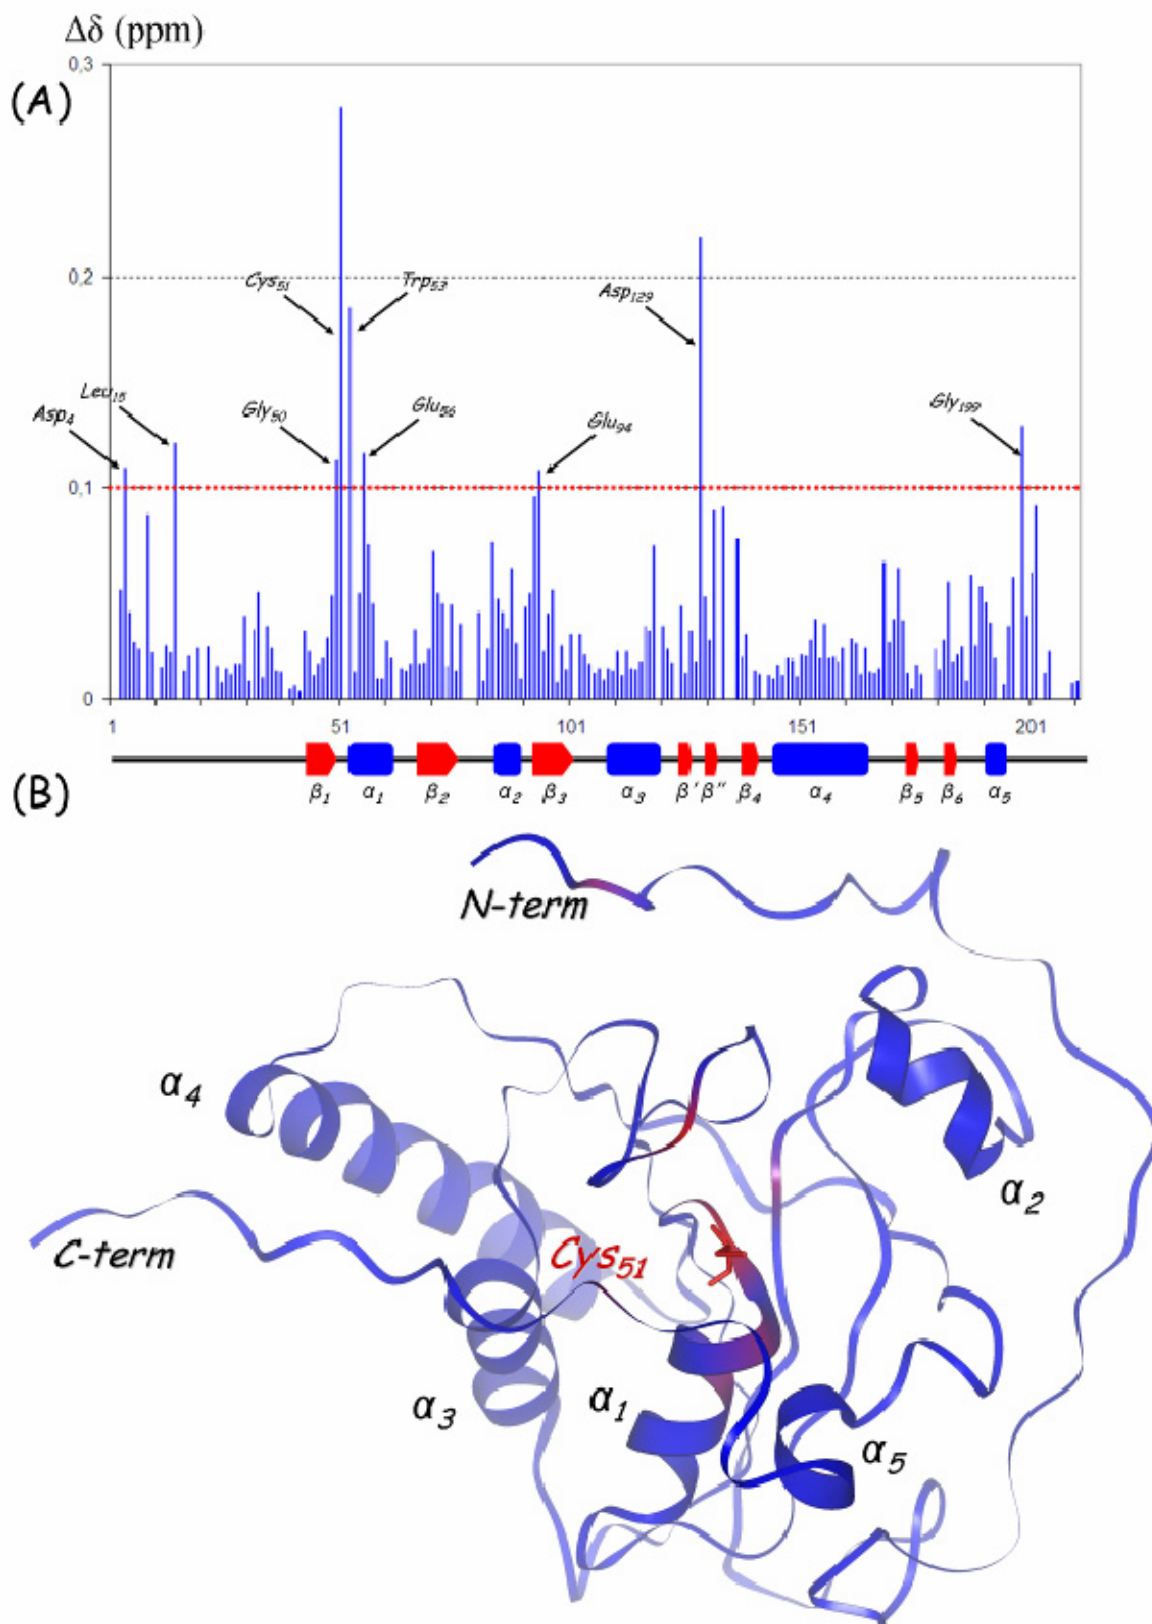 Δδ (ppm)
(A)
0,3
0,2
0,1
0
Cys51
Trp53
Asp129
Leu15
Asp4
Gly50
Glu56
Glu94
Gly199
1 51 101 151 201
β1 α1 β2 α2 β3 α3 β' β" β4 α4 β5 β6 α5
(B)
N-term
α4
α2
C-term
Cys51
α3
α1
α5